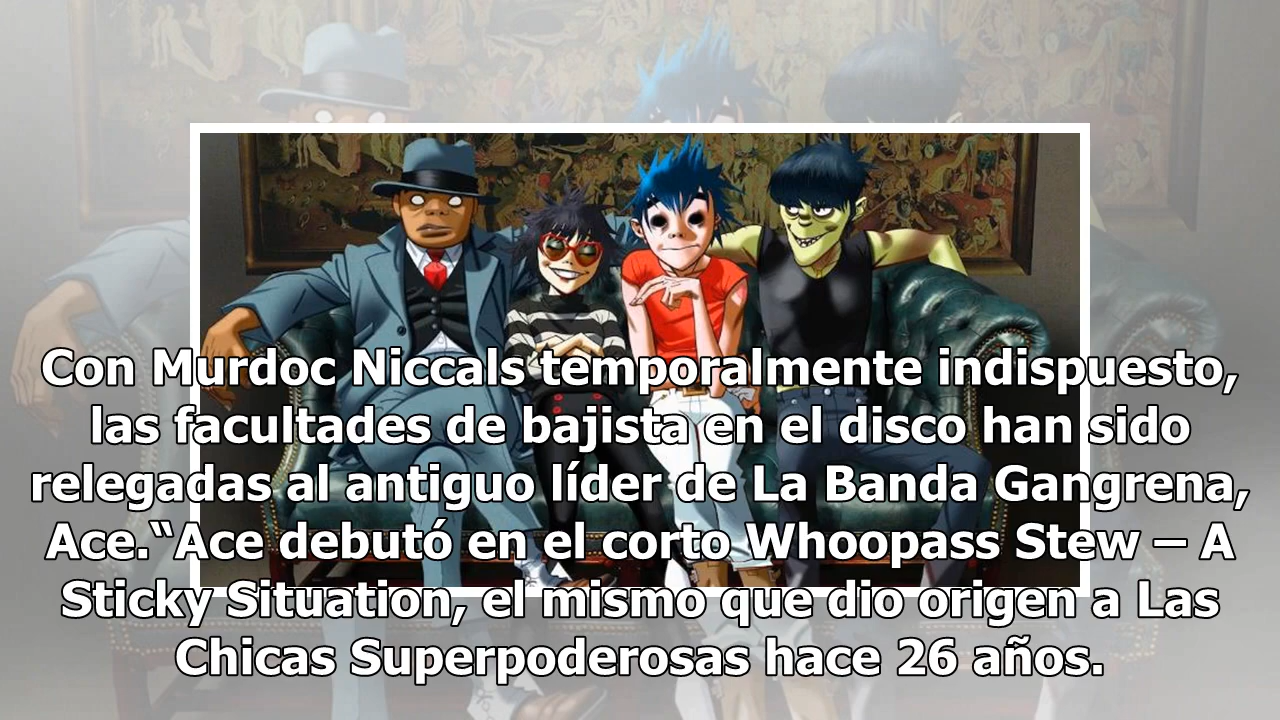 Con Murdoc Niccals temporalmente indispuesto,
las facultades de bajista en el disco han sido
relegadas al antiguo líder de La Banda Gangrena,
Ace.“Ace debutó en el corto Whoopass Stew – A
Sticky Situation, el mismo que dio origen a Las
Chicas Superpoderosas hace 26 años.